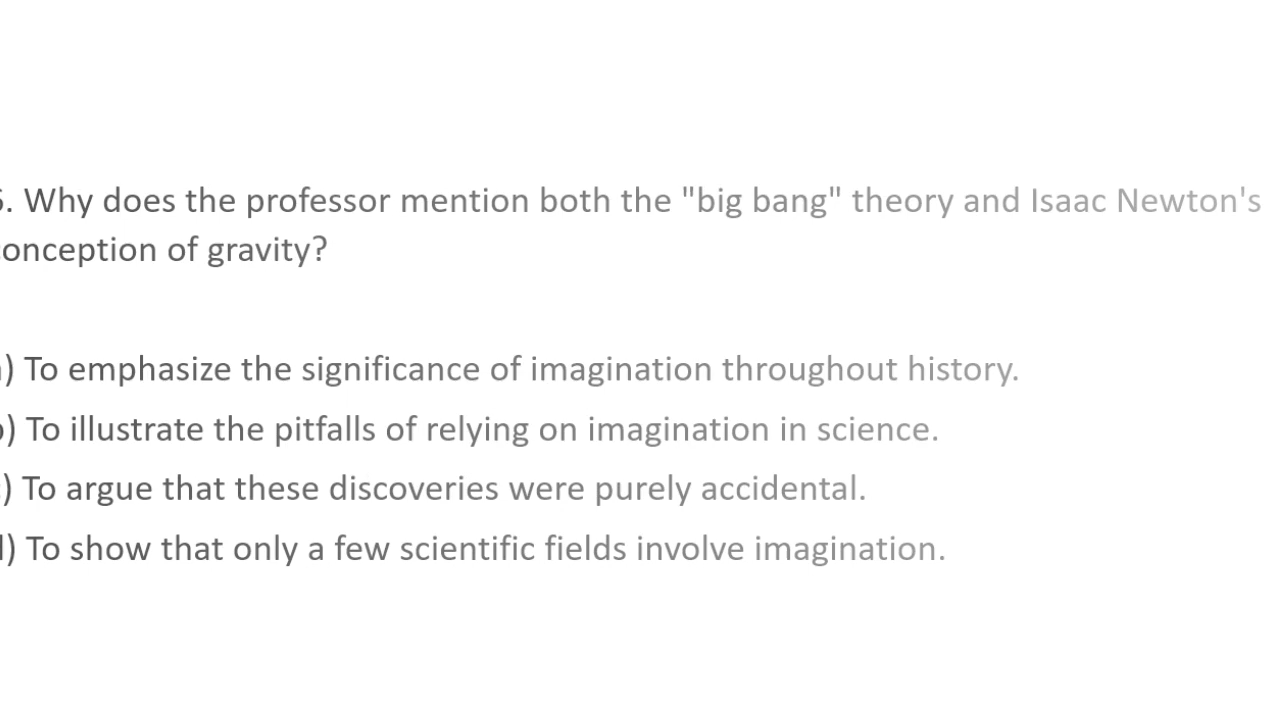 . Why does the professor mention both the "big bang" theory and Isaac Newton's
onception of gravity?
) To emphasize the significance of imagination throughout history.
) To illustrate the pitfalls of relying on imagination in science.
) To argue that these discoveries were purely accidental.
) To show that only a few scientific fields involve imagination.